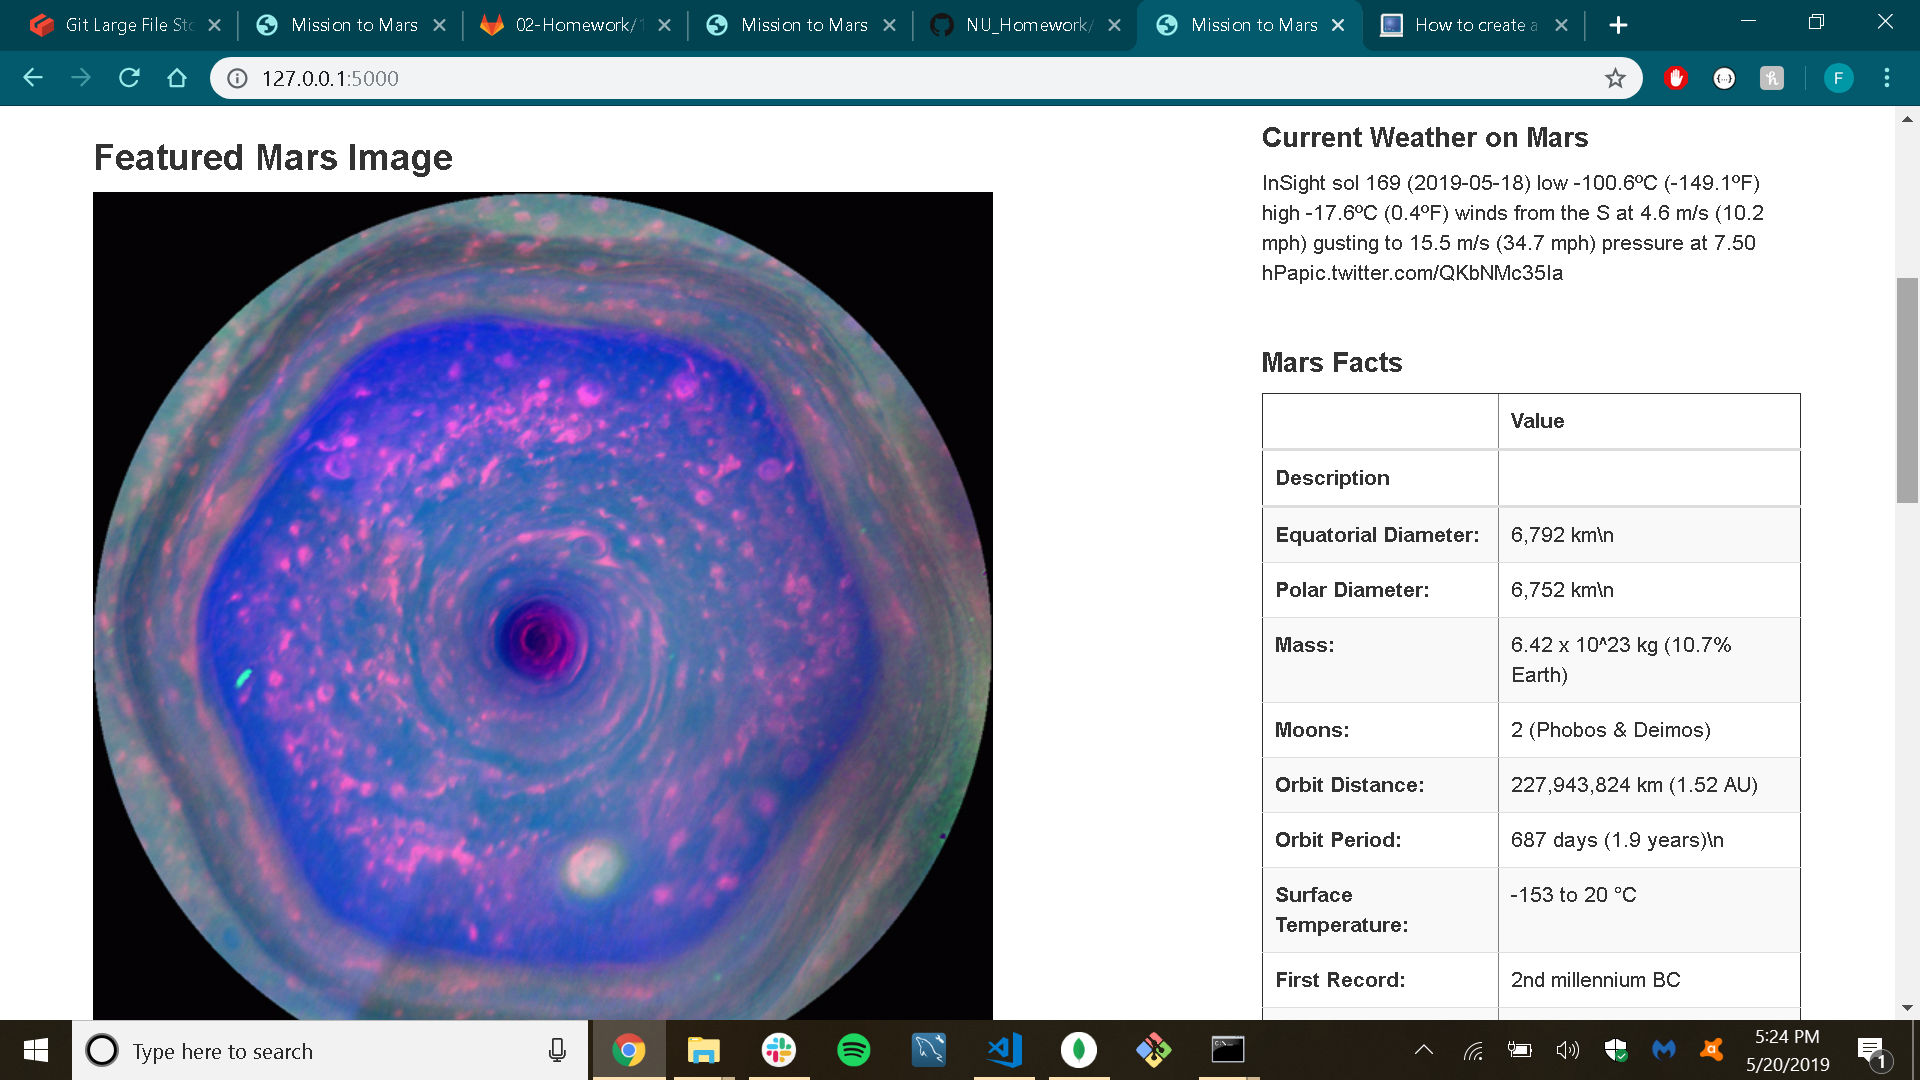 Git Large File Sto
Mission to Mars
02-Homework/1
Mission to Mars
NU_Homework/
Mission to Mars
How to create a
127.0.0.1:5000
F
Featured Mars Image
Current Weather on Mars
InSight sol 169 (2019-05-18) low -100.6ºC (-149.1ºF)
high -17.6ºC (0.4ºF) winds from the S at 4.6 m/s (10.2
mph) gusting to 15.5 m/s (34.7 mph) pressure at 7.50
hPapic.twitter.com/QKbNMc35Ia
Mars Facts
Value
Description
Equatorial Diameter: 6,792 km\n
Polar Diameter: 6,752 km\n
Mass: 6.42 x 10^23 kg (10.7%
Earth)
Moons: 2 (Phobos & Deimos)
Orbit Distance: 227,943,824 km (1.52 AU)
Orbit Period: 687 days (1.9 years)\n
Surface
Temperature: -153 to 20 °C
First Record: 2nd millennium BC
Type here to search
5:24 PM
5/20/2019
1